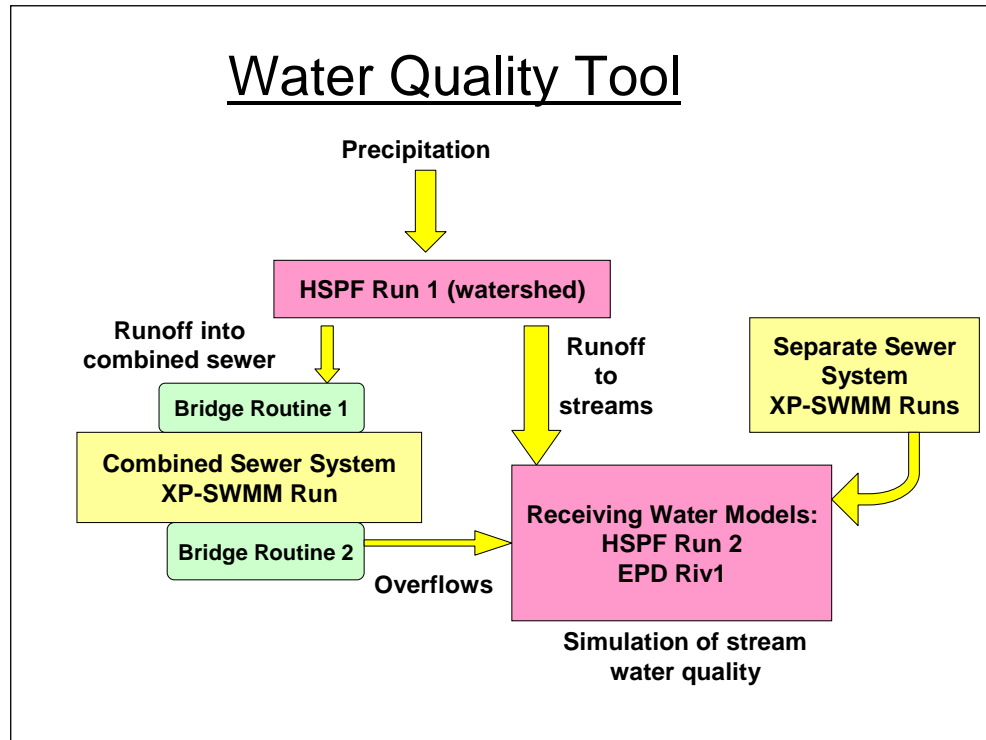 Water Quality Tool
Precipitation
HSPF Run 1 (watershed)
Runoff into
combined sewer
Runoff
to
streams
Separate Sewer
System
XP-SWMM Runs
Bridge Routine 1
Combined Sewer System
XP-SWMM Run
Bridge Routine 2
Overflows
Receiving Water Models:
HSPF Run 2
EPD Riv1
Simulation of stream
water quality